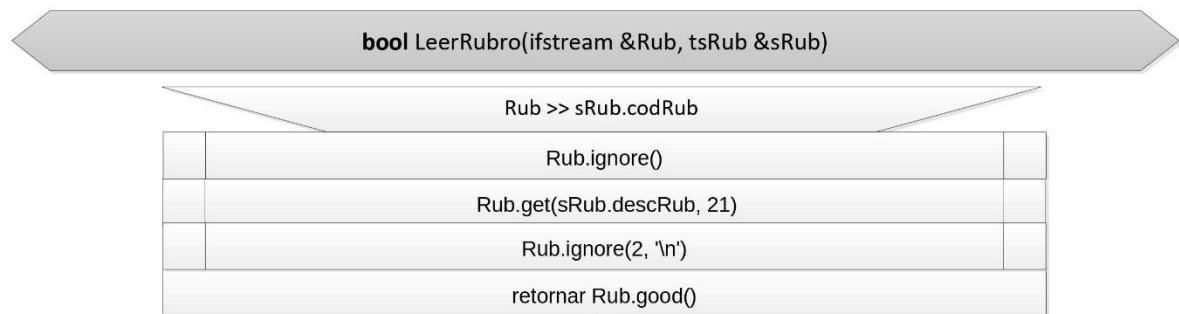 bool LeerRubro(ifstream &Rub, tsRub &sRub)
Rub >> sRub.codRub
Rub.ignore()
Rub.get(sRub.descRub, 21)
Rub.ignore(2, '\n')
retornar Rub.good()